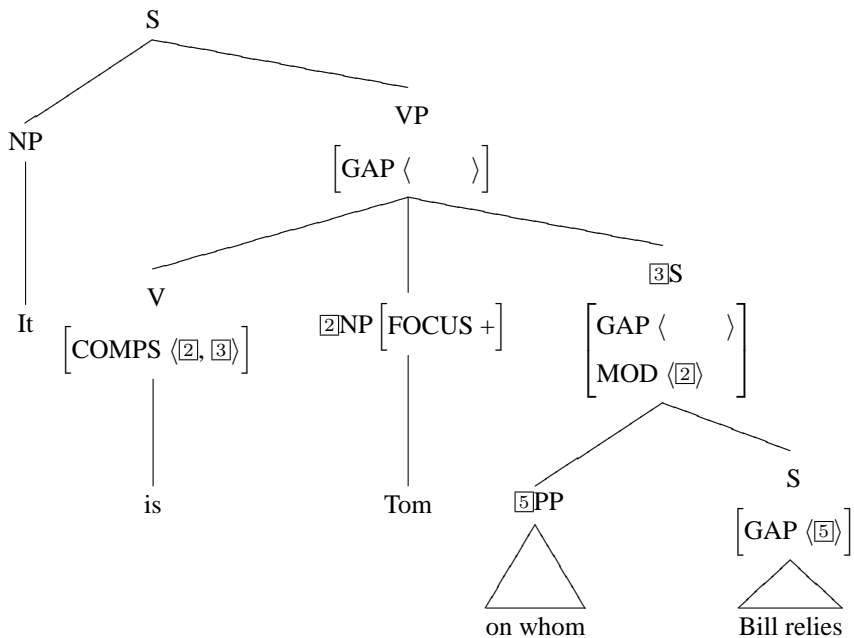 S
NP
VP
[GAP ⟨ ⟩]
V
[COMPS ⟨2, 3⟩]
2NP [FOCUS +]
3S
[GAP ⟨ ⟩
MOD ⟨2⟩]
It
is
Tom
5PP
S
[GAP ⟨5⟩]
on whom
Bill relies